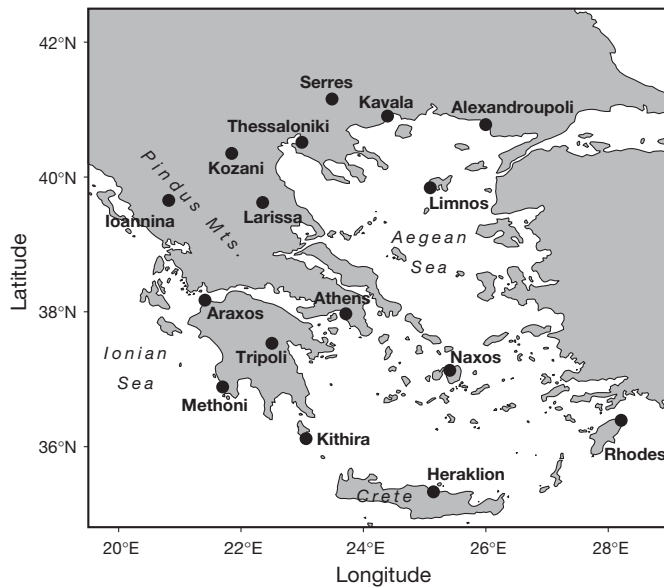 42°N
Serres
Kavala
Alexandroupoli
Thessaloniki
Kozani
40°N
Pindus Mts.
Ioannina
Larissa
Limnos
Aegean
Sea
Latitude
38°N
Araxos
Athens
Ionian
Sea
Tripoli
Naxos
Methoni
36°N
Kithira
Rhodes
Heraklion
Crete
20°E 22°E 24°E 26°E 28°E
Longitude